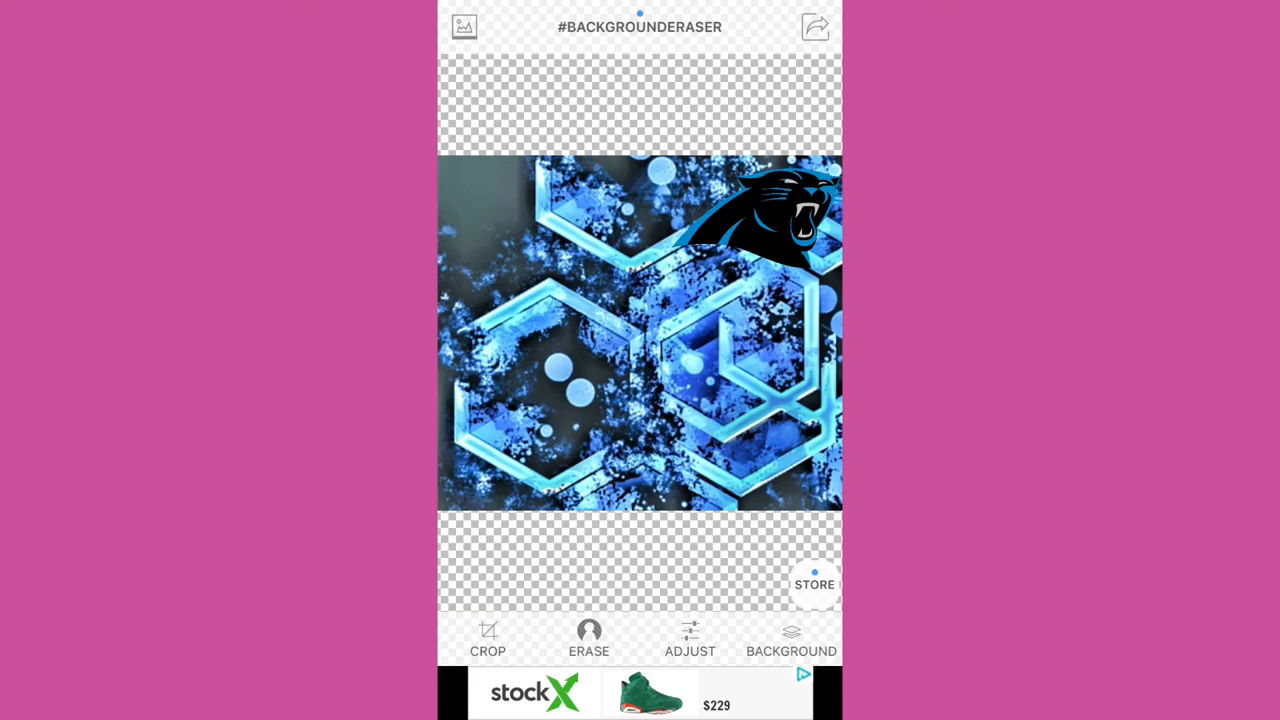 #BACKGROUNDERASER
STORE
CROP
ERASE
ADJUST
BACKGROUND
stockX
$229